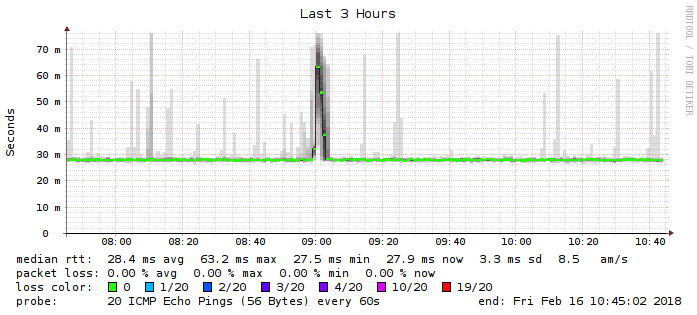 Last 3 Hours
RRDTOOL / TOBI OETIKER
Seconds
70 m
60 m
50 m
40 m
30 m
20 m
10 m
0
08:00 08:20 08:40 09:00 09:20 09:40 10:00 10:20 10:40
median rtt: 28.4 ms avg 63.2 ms max 27.5 ms min 27.9 ms now 3.3 ms sd 8.5 am/s
packet loss: 0.00 % avg 0.00 % max 0.00 % min 0.00 % now
loss color: 0 1/20 2/20 3/20 4/20 10/20 19/20
probe: 20 ICMP Echo Pings (56 Bytes) every 60s end: Fri Feb 16 10:45:02 2018